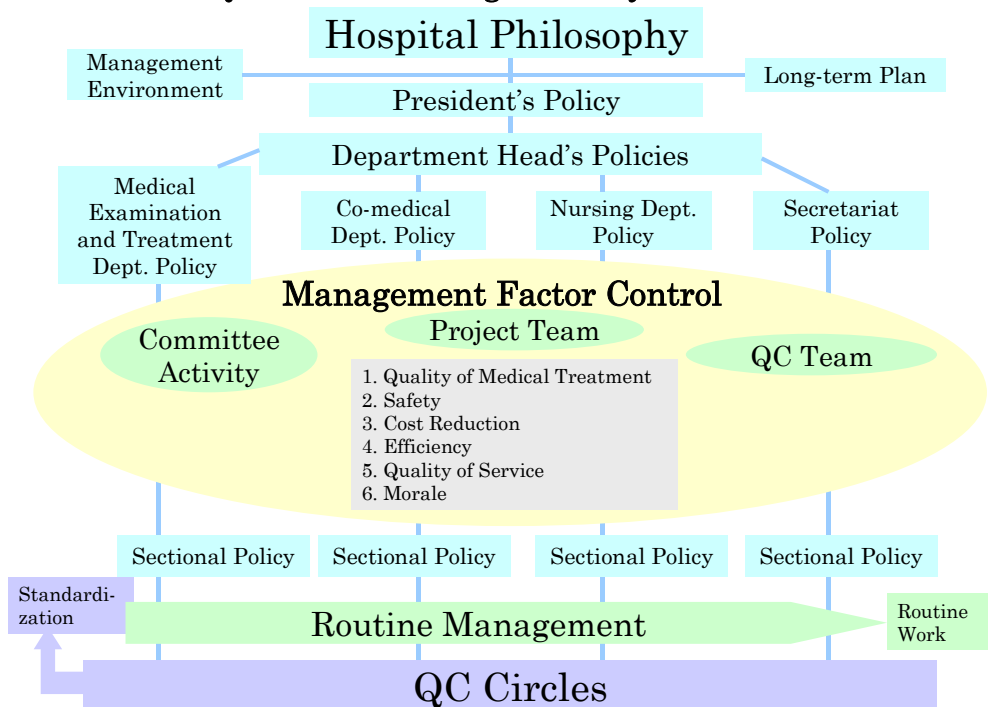 Hospital Philosophy
Management
Environment
Long-term Plan
President's Policy
Department Head's Policies
Medical
Examination
and Treatment
Dept. Policy
Co-medical
Dept. Policy
Nursing Dept.
Policy
Secretariat
Policy
Management Factor Control
Committee
Activity
Project Team
QC Team
1. Quality of Medical Treatment
2. Safety
3. Cost Reduction
4. Efficiency
5. Quality of Service
6. Morale
Sectional Policy
Sectional Policy
Sectional Policy
Sectional Policy
Standardi-
zation
Routine Management
Routine
Work
QC Circles